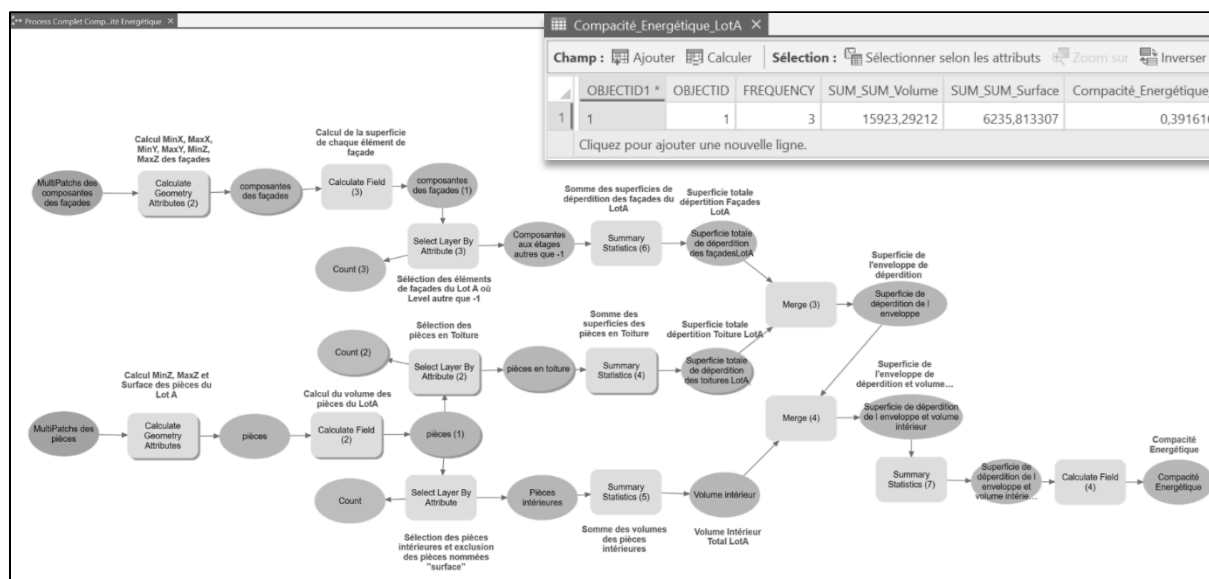 Process Complet Comp...ité Energétique ×
Compacité_Energétique_LotA ×
Champ : Ajouter Calculer Sélection : Sélectionner selon les attributs Zoom sur Inverser
OBJECTID1 * OBJECTID FREQUENCY SUM_SUM_Volume SUM_SUM_Surface Compacité_Energétique_
1 1 1 3 15923,29212 6235,813307 0,391616
Cliquez pour ajouter une nouvelle ligne.
Calcul MinX, MaxX,
MinY, MaxY, MinZ,
MaxZ des façades
Calcul de la superficie
de chaque élément de
façade
MultiPatchs des
composantes
des façades
Calculate
Geometry
Attributes (2)
composantes
des façades
Calculate Field
(3)
composantes
des façades (1)
Somme des superficies de
déperdition des façades du
LotA
Superficie totale
dépertition Façades
LotA
Count (3)
Select Layer By
Attribute (3)
Composantes
aux étages
autres que -1
Summary
Statistics (6)
Superficie totale
de déperdition
des façadesLotA
Séléction des éléments
de façades du Lot A où
Level autre que -1
Superficie de
l'enveloppe de
déperdition
Merge (3)
Superficie de
déperdition de l
enveloppe
Sélection des
pièces en Toiture
Somme des
superficies des
pièces en Toiture
Superficie totale
dépertition Toiture LotA
Count (2)
Select Layer By
Attribute (2)
pièces en toiture
Summary
Statistics (4)
Superficie totale
de déperdition
des toitures LotA
Calcul MinZ, MaxZ et
Surface des pièces du
Lot A
Calcul du volume des
pièces du LotA
Superficie de
l'enveloppe de
déperdition et volume…
MultiPatchs des
pièces
Calculate
Geometry
Attributes
pièces
Calculate Field
(2)
pièces (1)
Merge (4)
Superficie de déperdition
de l enveloppe et volume
intérieur
Compacité
Energétique
Count
Select Layer By
Attribute
Pièces
intérieures
Summary
Statistics (5)
Volume intérieur
Summary
Statistics (7)
Superficie de
déperdition de l
enveloppe et
volume intérie…
Calculate Field
(4)
Compacité
Energétique
Sélection des pièces
intérieures et exclusion
des pièces nommées
"surface"
Somme des volumes
des pièces
intérieures
Volume Intérieur
Total LotA